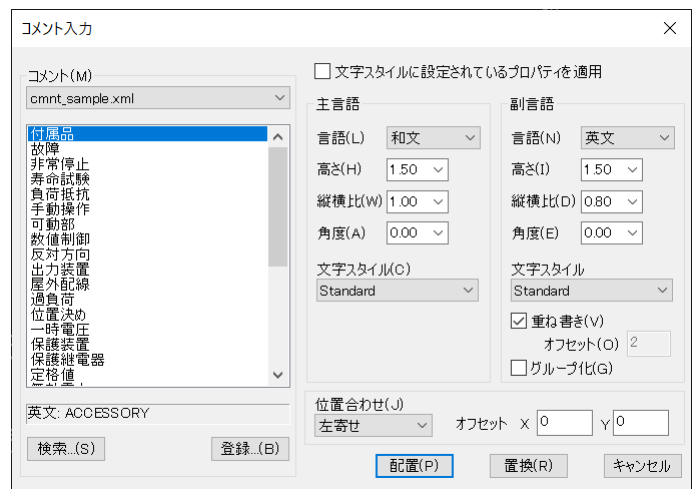 コメント入力
コメント(M)
cmnt_sample.xml
付属品
故障
非常停止
寿命試験
負荷抵抗
手動操作
可動部
数値制御
反対方向
出力装置
屋外配線
過負荷
位置決め
一時電圧
保護装置
保護継電器
定格値
英文: ACCESSORY
検索...(S)
登録...(B)
文字スタイルに設定されているプロパティを適用
主言語
言語(L) 和文
高さ(H) 1.50
縦横比(W) 1.00
角度(A) 0.00
文字スタイル(C)
Standard
副言語
言語(N) 英文
高さ(I) 1.50
縦横比(D) 0.80
角度(E) 0.00
文字スタイル
Standard
重ね書き(V)
オフセット(O) 2
グループ化(G)
位置合わせ(J)
左寄せ オフセット X 0 Y 0
配置(P) 置換(R) キャンセル